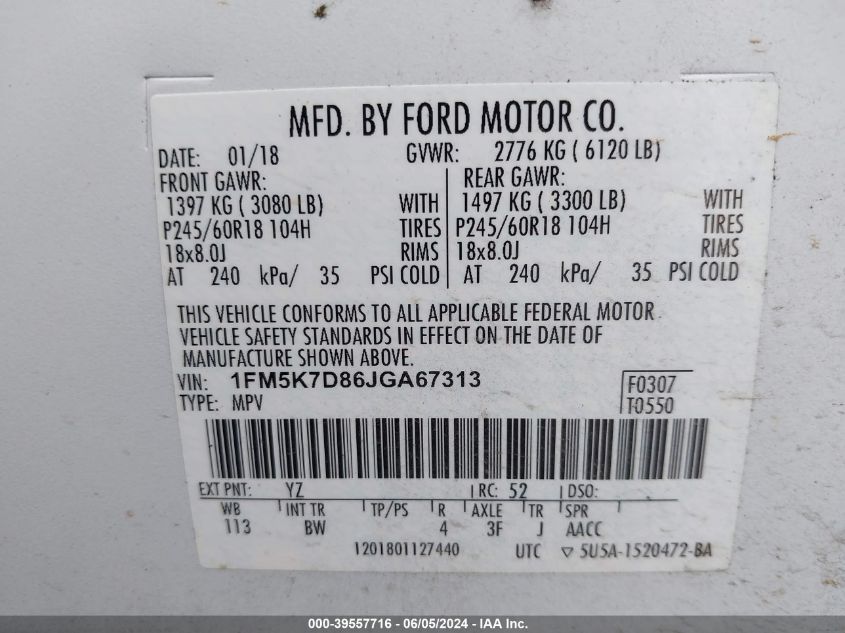 MFD. BY FORD MOTOR CO.
DATE: 01/18 GVWR: 2776 KG ( 6120 LB)
FRONT GAWR: REAR GAWR:
1397 KG ( 3080 LB) WITH 1497 KG ( 3300 LB) WITH
P245/60R18 104H TIRES P245/60R18 104H TIRES
18x8.0J RIMS 18x8.0J RIMS
AT 240 kPa/ 35 PSI COLD AT 240 kPa/ 35 PSI COLD
THIS VEHICLE CONFORMS TO ALL APPLICABLE FEDERAL MOTOR
VEHICLE SAFETY STANDARDS IN EFFECT ON THE DATE OF
MANUFACTURE SHOWN ABOVE.
VIN: 1FM5K7D86JGA67313 F0307
TYPE: MPV T0550
EXT PNT: YZ RC: 52 DSO:
WB INT TR TP/PS R AXLE TR SPR
113 BW 4 3F J AACC
1201801127440 UTC ▽ 5U5A-1520472-BA
000-39557716 - 06/05/2024 - IAA Inc.